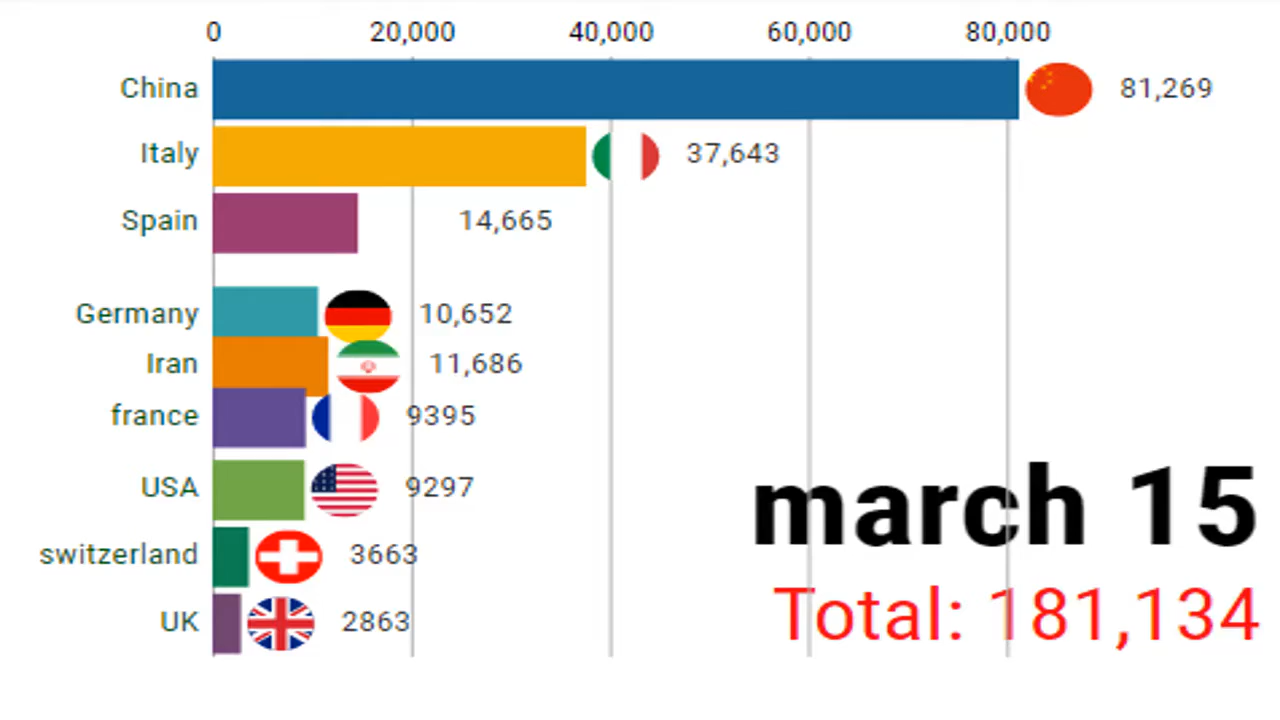 0 20,000 40,000 60,000 80,000
China 81,269
Italy 37,643
Spain 14,665
Germany 10,652
Iran 11,686
france 9395
USA 9297
switzerland 3663
UK 2863
march 15
Total: 181,134